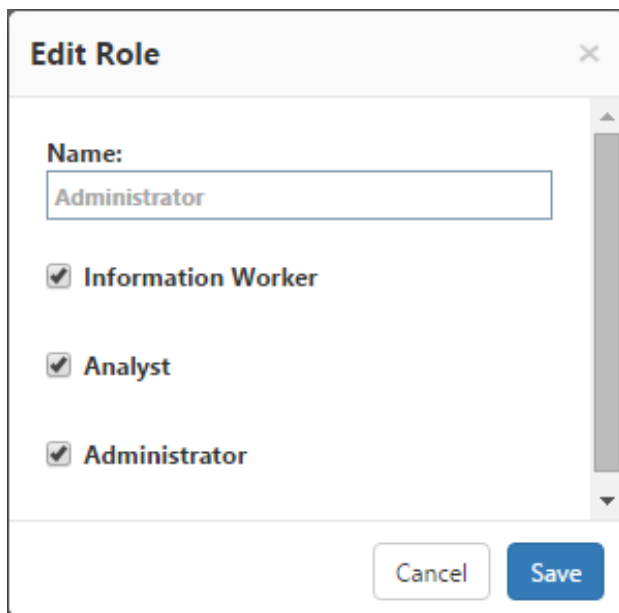 Edit Role
Name:
Administrator
Information Worker
Analyst
Administrator
Cancel Save